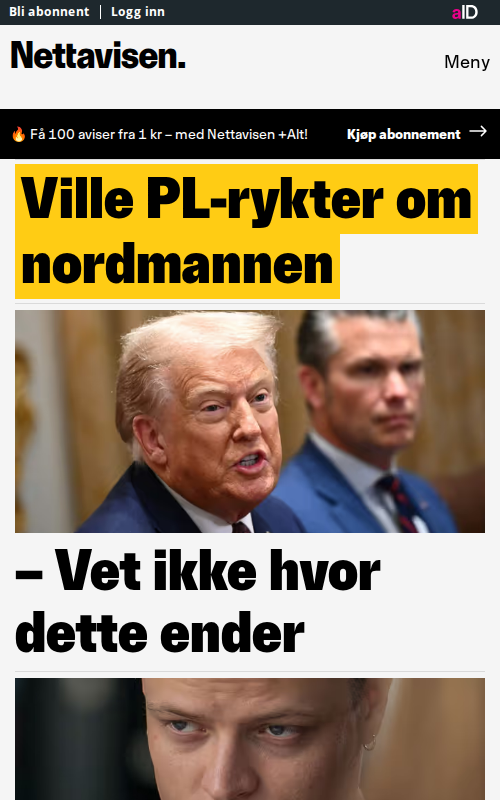 Bli abonnent | Logg inn
aID
Nettavisen.
Meny
🔥 Få 100 aviser fra 1 kr – med Nettavisen +Alt!
Kjøp abonnement →
Ville PL-rykter om
nordmannen
– Vet ikke hvor
dette ender